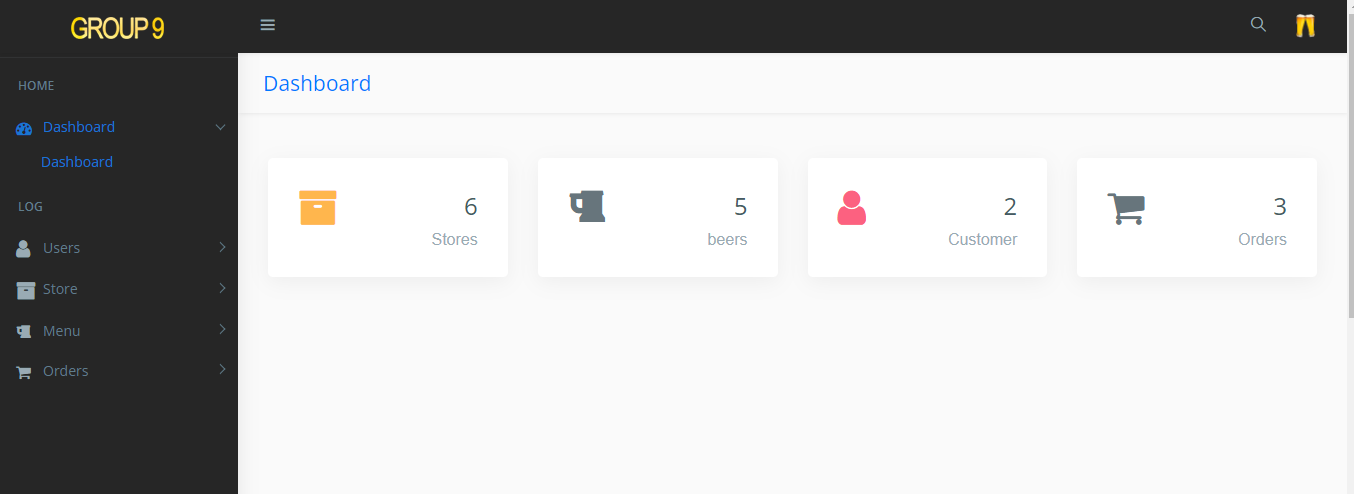 GROUP 9
HOME
Dashboard
Dashboard
LOG
Users
Store
Menu
Orders
Dashboard
6
Stores
5
beers
2
Customer
3
Orders